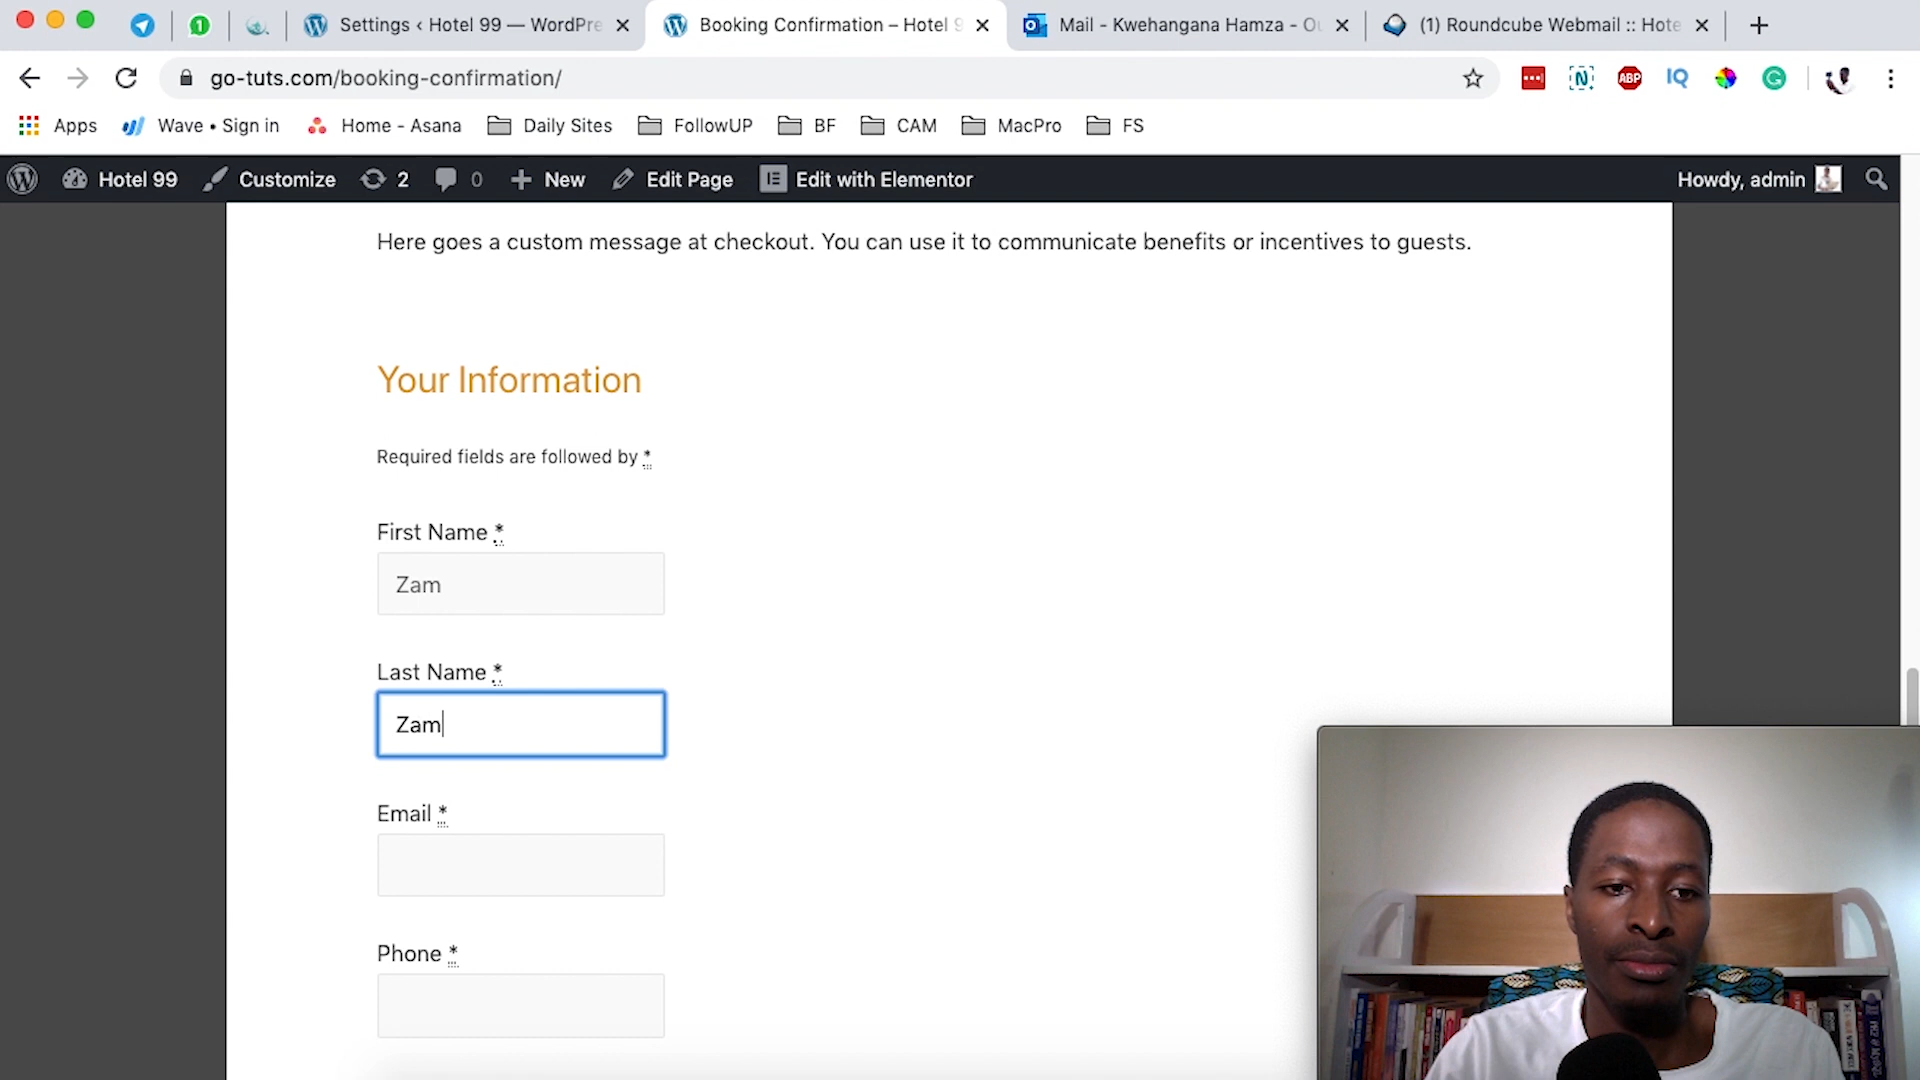 Settings ‹ Hotel 99 — WordPre
Booking Confirmation – Hotel 9
Mail - Kwehangana Hamza - Ou
(1) Roundcube Webmail :: Hote
go-tuts.com/booking-confirmation/
ABP
IQ
Apps
Wave • Sign in
Home - Asana
Daily Sites
FollowUP
BF
CAM
MacPro
FS
Hotel 99
Customize
2
0
New
Edit Page
Edit with Elementor
Howdy, admin
Here goes a custom message at checkout. You can use it to communicate benefits or incentives to guests.
Your Information
Required fields are followed by *
First Name *
Zam
Last Name *
Zam
Email *
Phone *